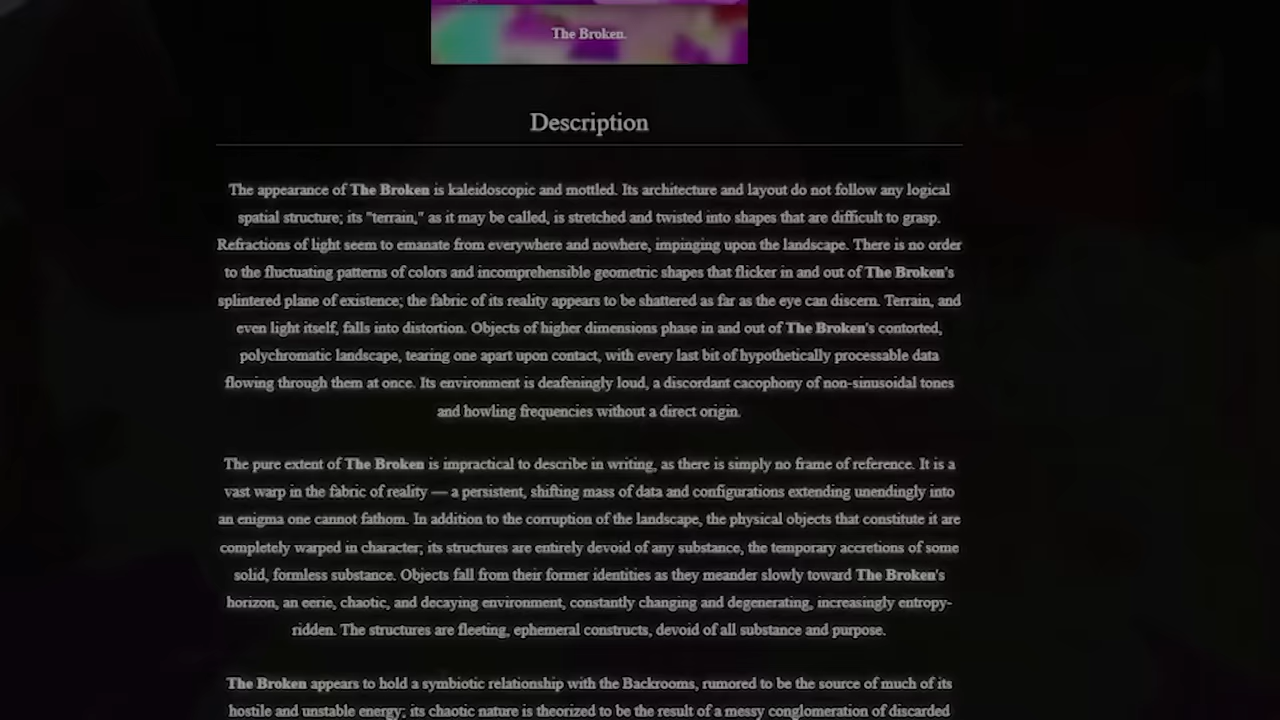 The Broken.
Description
The appearance of The Broken is kaleidoscopic and mottled. Its architecture and layout do not follow any logical
spatial structure; its "terrain," as it may be called, is stretched and twisted into shapes that are difficult to grasp.
Refractions of light seem to emanate from everywhere and nowhere, impinging upon the landscape. There is no order
to the fluctuating patterns of colors and incomprehensible geometric shapes that flicker in and out of The Broken's
splintered plane of existence; the fabric of its reality appears to be shattered as far as the eye can discern. Terrain, and
even light itself, falls into distortion. Objects of higher dimensions phase in and out of The Broken's contorted,
polychromatic landscape, tearing one apart upon contact, with every last bit of hypothetically processable data
flowing through them at once. Its environment is deafeningly loud, a discordant cacophony of non-sinusoidal tones
and howling frequencies without a direct origin.
The pure extent of The Broken is impractical to describe in writing, as there is simply no frame of reference. It is a
vast warp in the fabric of reality — a persistent, shifting mass of data and configurations extending unendingly into
an enigma one cannot fathom. In addition to the corruption of the landscape, the physical objects that constitute it are
completely warped in character; its structures are entirely devoid of any substance, the temporary accretions of some
solid, formless substance. Objects fall from their former identities as they meander slowly toward The Broken's
horizon, an eerie, chaotic, and decaying environment, constantly changing and degenerating, increasingly entropy-
ridden. The structures are fleeting, ephemeral constructs, devoid of all substance and purpose.
The Broken appears to hold a symbiotic relationship with the Backrooms, rumored to be the source of much of its
hostile and unstable energy; its chaotic nature is theorized to be the result of a messy conglomeration of discarded